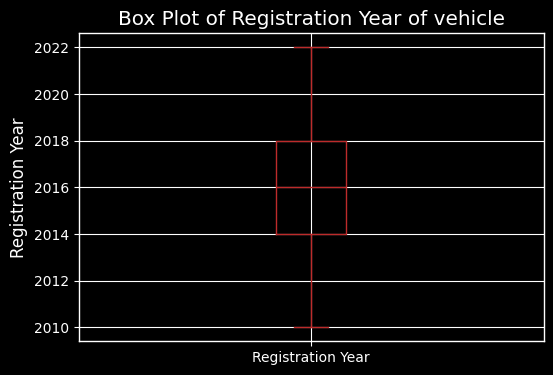 Box Plot of Registration Year of vehicle
Registration Year
2022
2020
2018
2016
2014
2012
2010
Registration Year